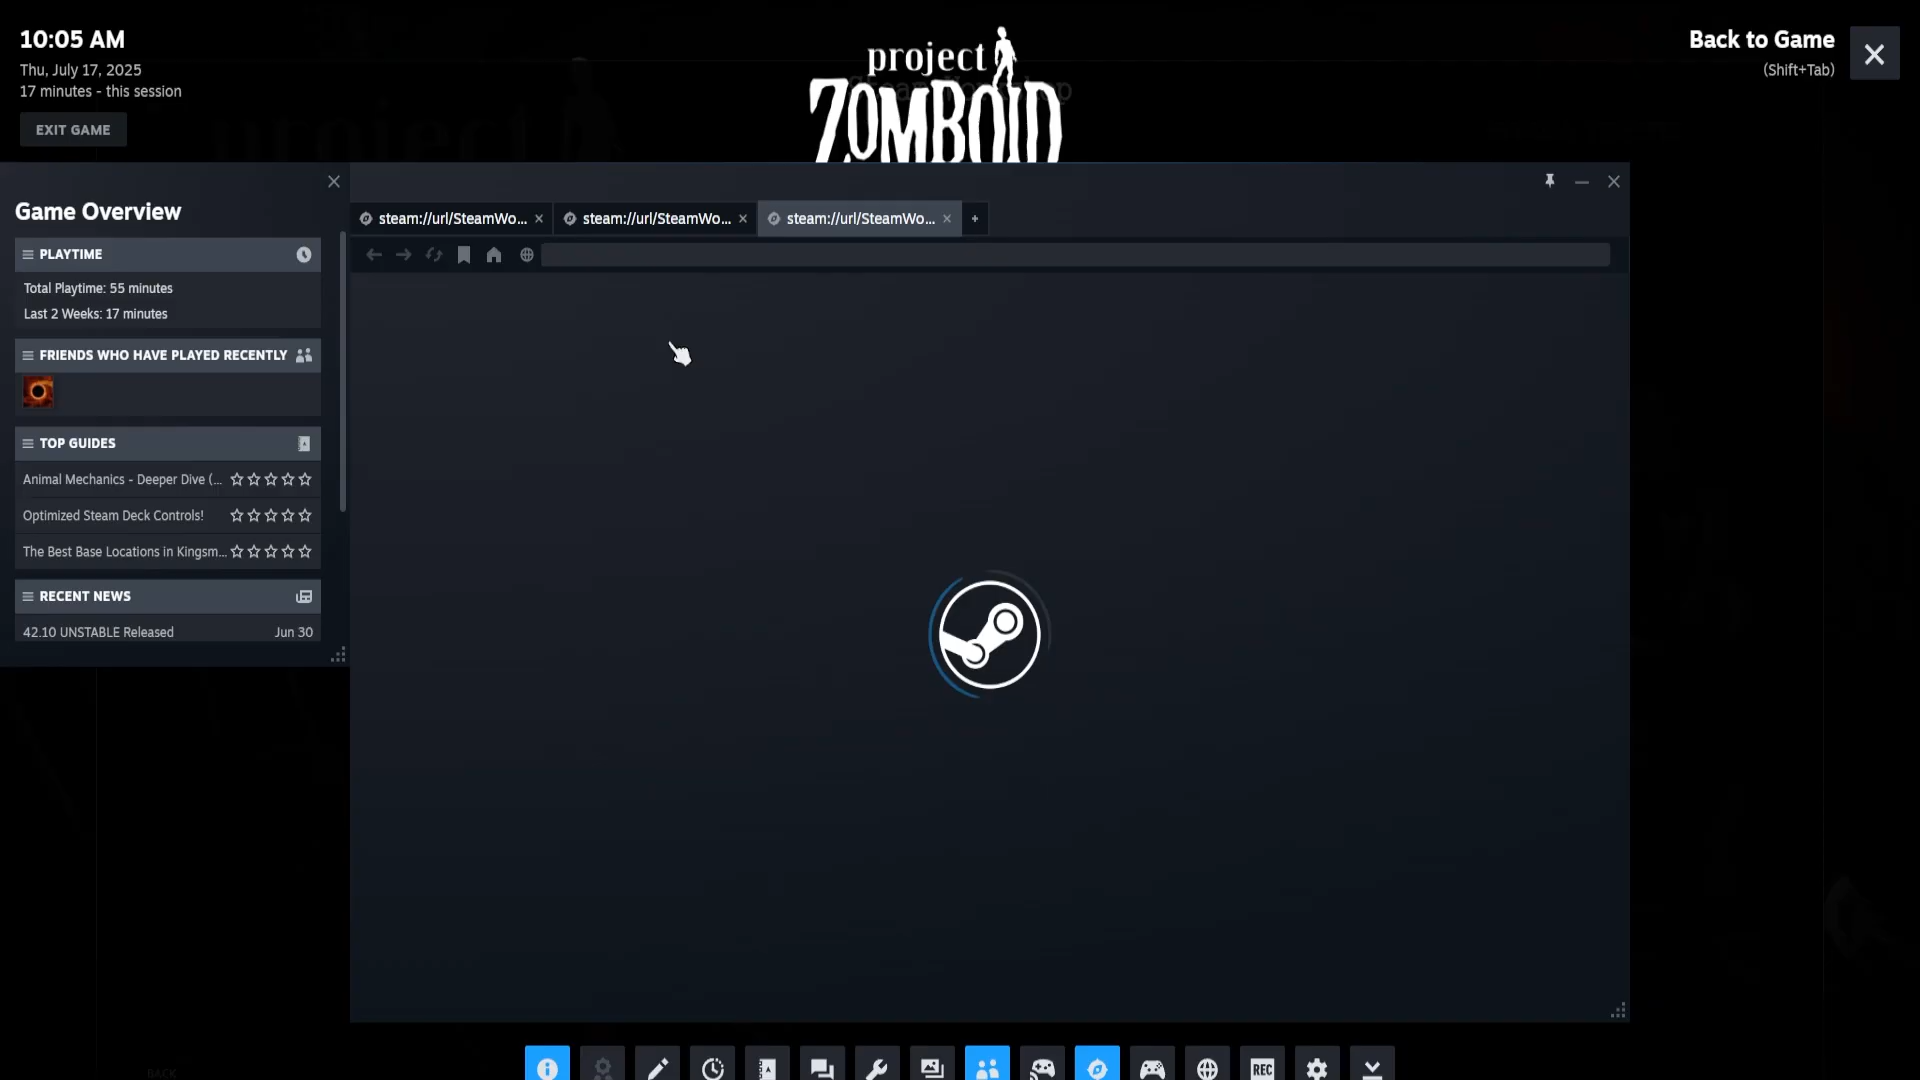 10:05 AM
Thu, July 17, 2025
17 minutes - this session
EXIT GAME
project
ZOMBOID
Back to Game
(Shift+Tab)
Game Overview
PLAYTIME
Total Playtime: 55 minutes
Last 2 Weeks: 17 minutes
FRIENDS WHO HAVE PLAYED RECENTLY
TOP GUIDES
Animal Mechanics - Deeper Dive (...
Optimized Steam Deck Controls!
The Best Base Locations in Kingsm...
RECENT NEWS
42.10 UNSTABLE Released Jun 30
steam://url/SteamWo... steam://url/SteamWo... steam://url/SteamWo...
BACK
REC